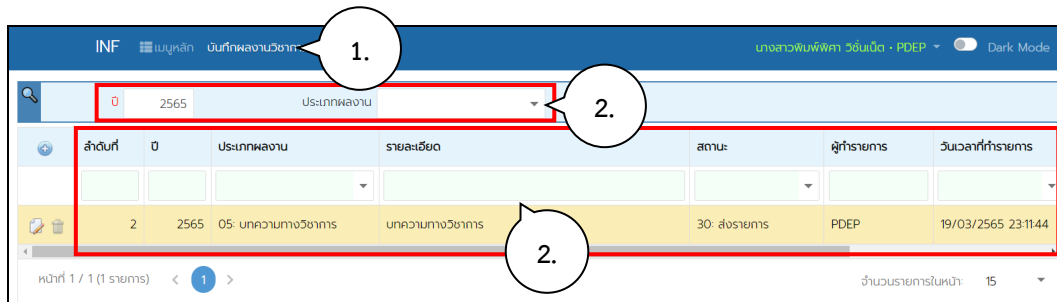 INF เมนูหลัก บันทึกผลงานวิชาก 1. นางสาวพิมพ์พิศา วิชั่นเน็ต • PDEP Dark Mode
ปี 2565 ประเภทผลงาน 2.
ลำดับที่ ปี ประเภทผลงาน รายละเอียด สถานะ ผู้ทำรายการ วันเวลาที่ทำรายการ
2 2565 05: บทความทางวิชาการ บทความทางวิชาการ 30: ส่งรายการ PDEP 19/03/2565 23:11:44
2.
หน้าที่ 1 / 1 (1 รายการ) < 1 > จำนวนรายการในหน้า: 15